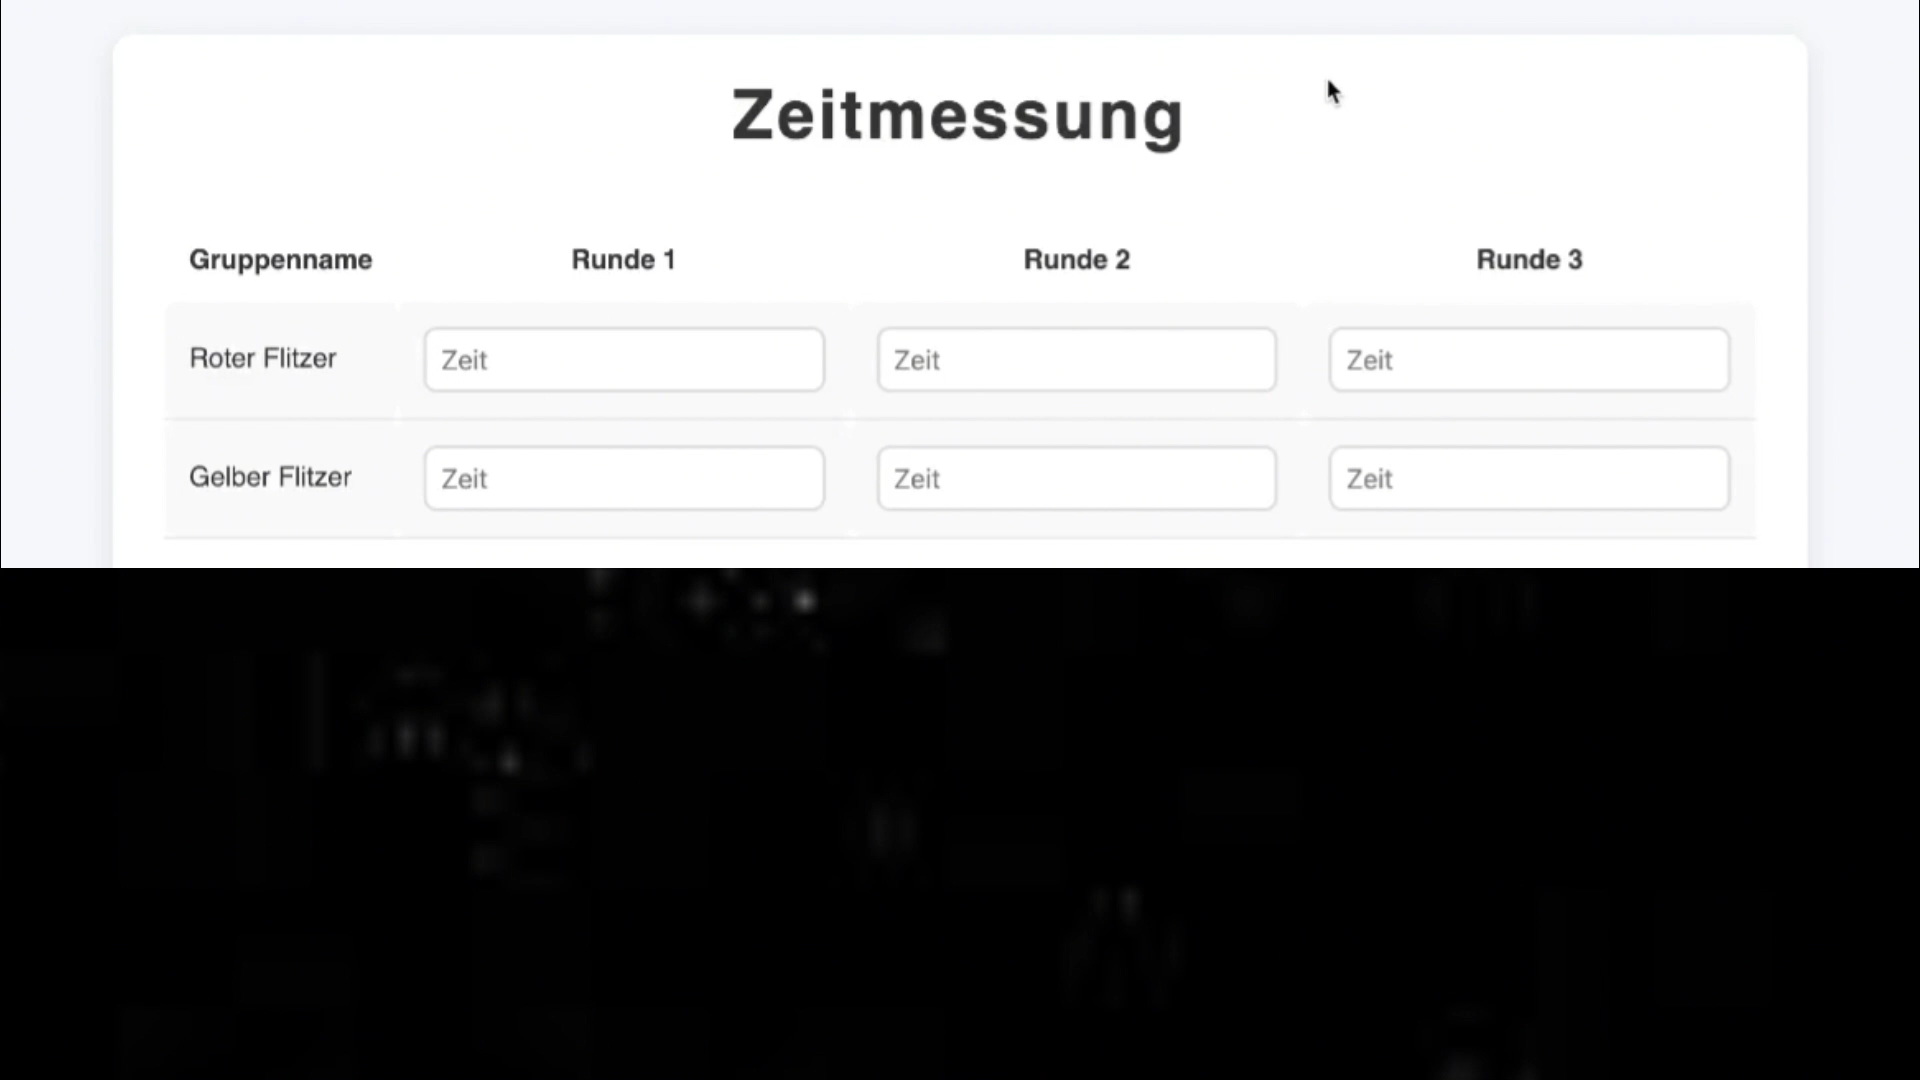 Zeitmessung
Gruppenname Runde 1 Runde 2 Runde 3
Roter Flitzer Zeit Zeit Zeit
Gelber Flitzer Zeit Zeit Zeit